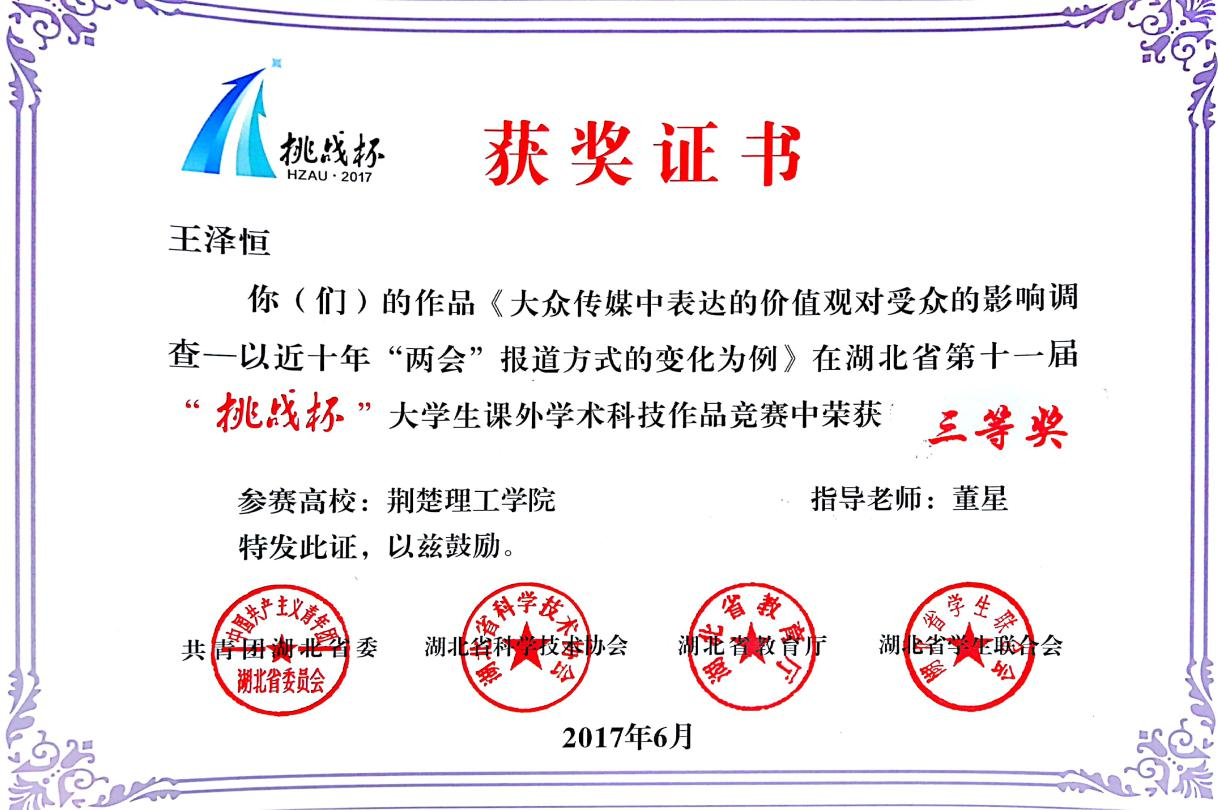 挑战杯
HZAU·2017
获奖证书
王泽恒
你（们）的作品《大众传媒中表达的价值观对受众的影响调
查—以近十年“两会”报道方式的变化为例》在湖北省第十一届
“挑战杯”大学生课外学术科技作品竞赛中荣获 三等奖
参赛高校：荆楚理工学院 指导老师：董星
特发此证，以兹鼓励。
共青团湖北省委 湖北省科学技术协会 湖北省教育厅 湖北省学生联合会
中国共产主义青年团
湖北省委员会
湖北省科学技术协会
湖北省教育厅
湖北省学生联合会
2017年6月